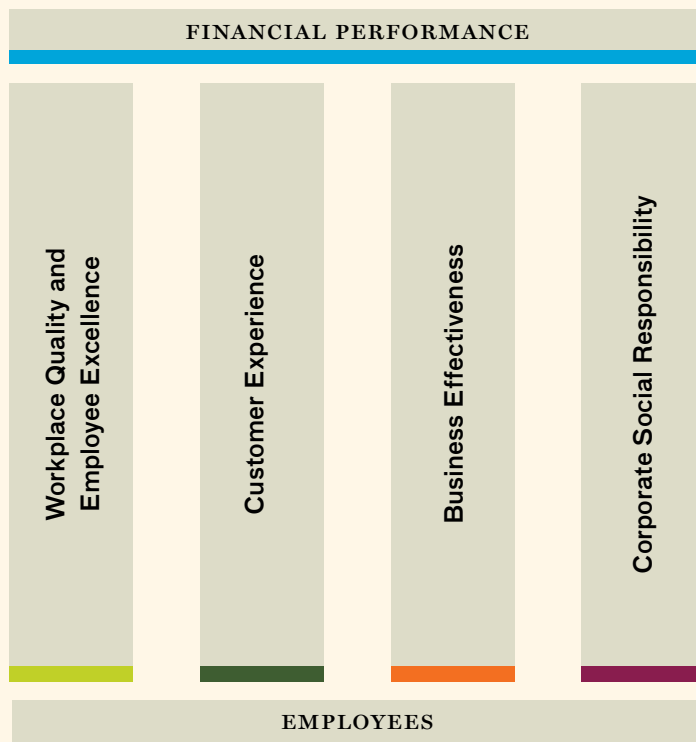 FINANCIAL PERFORMANCE
Workplace Quality and
Employee Excellence
Customer Experience
Business Effectiveness
Corporate Social Responsibility
EMPLOYEES